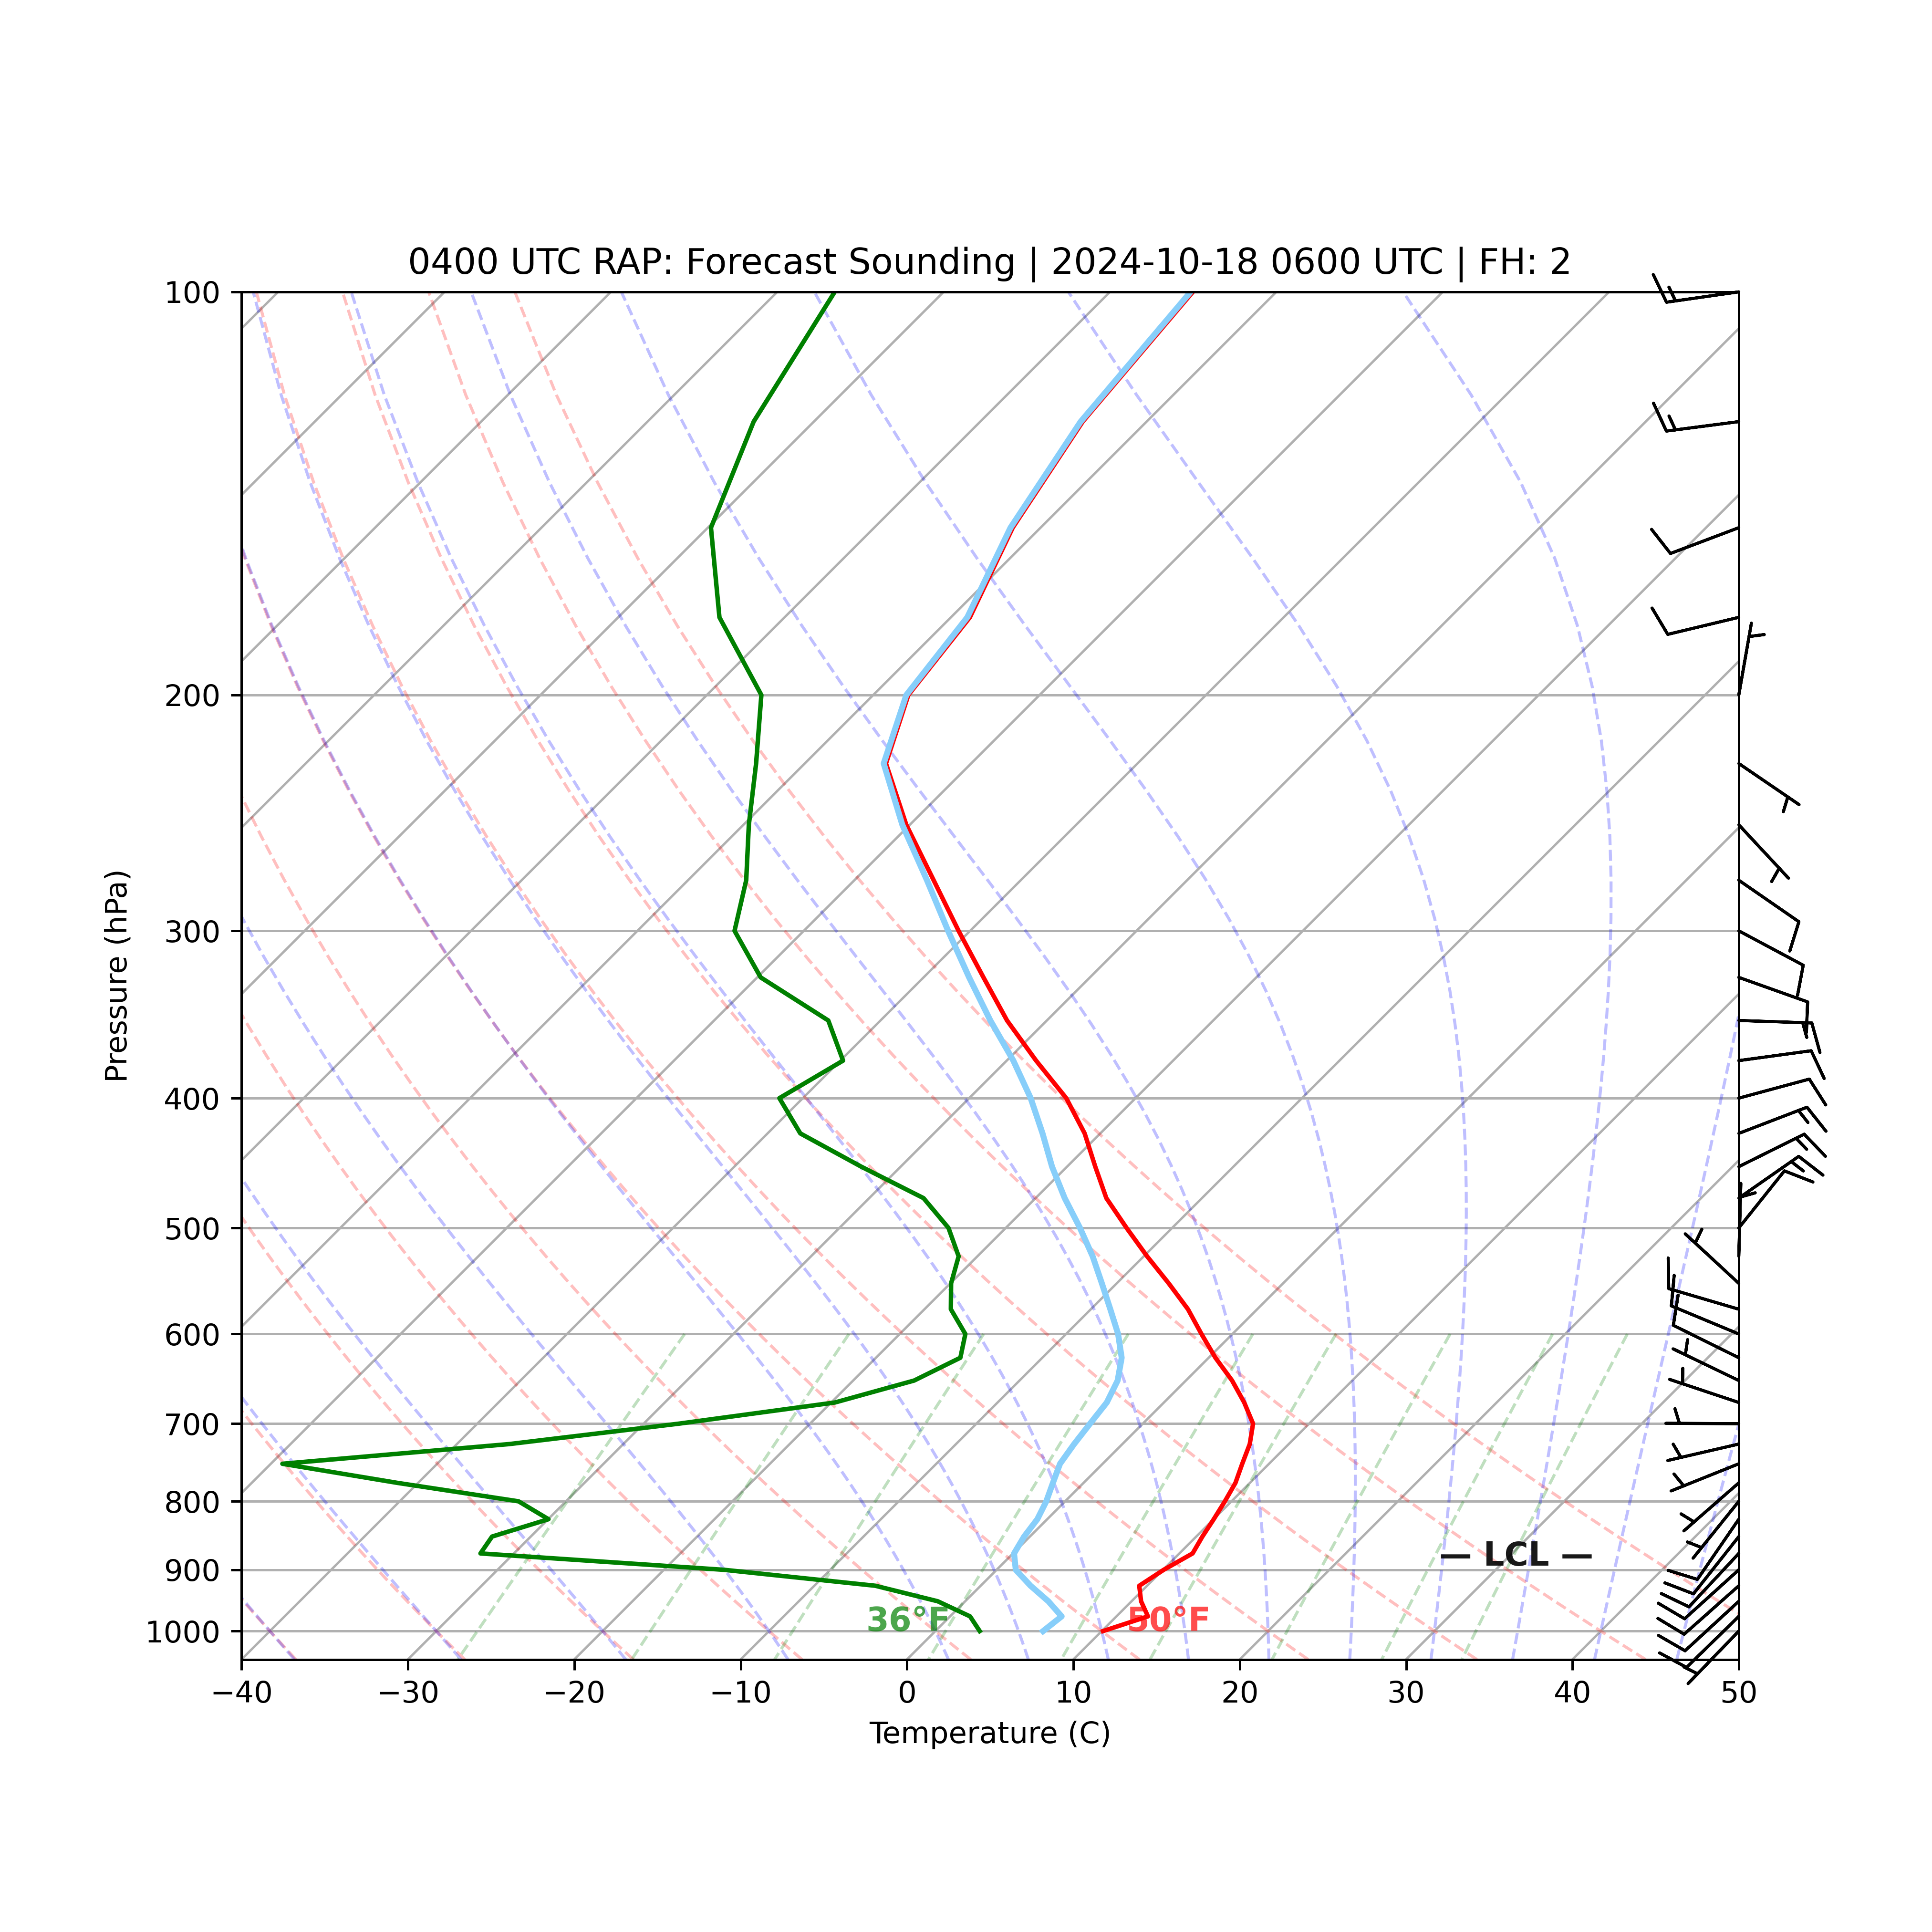 0400 UTC RAP: Forecast Sounding | 2024-10-18 0600 UTC | FH: 2
100
200
300
400
500
600
700
800
900
1000
Pressure (hPa)
— LCL —
36°F
50°F
−40 −30 −20 −10 0 10 20 30 40 50
Temperature (C)